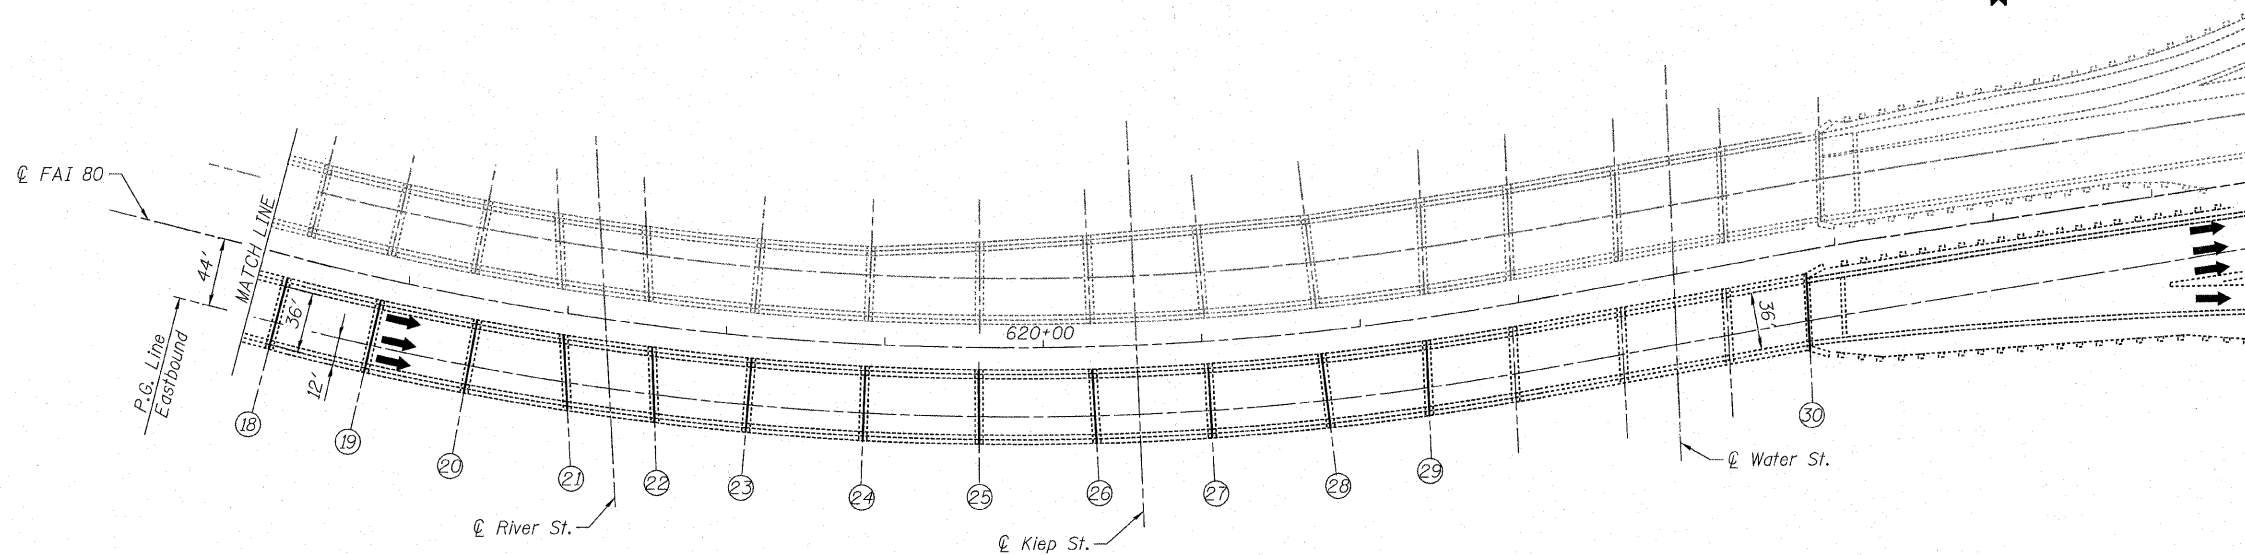 ℄ FAI 80
MATCH LINE
44'
36'
12'
P.G. Line
Eastbound
620+00
36'
18
19
20
21
22
23
24
25
26
27
28
29
30
℄ River St.
℄ Kiep St.
℄ Water St.